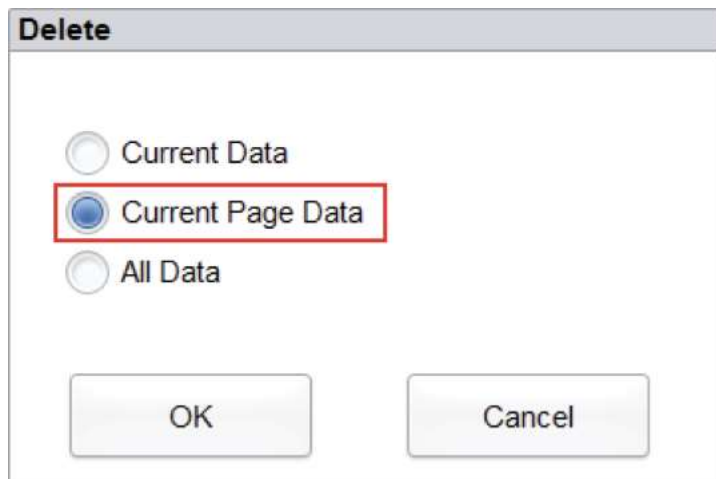 Delete
Current Data
Current Page Data
All Data
OK Cancel